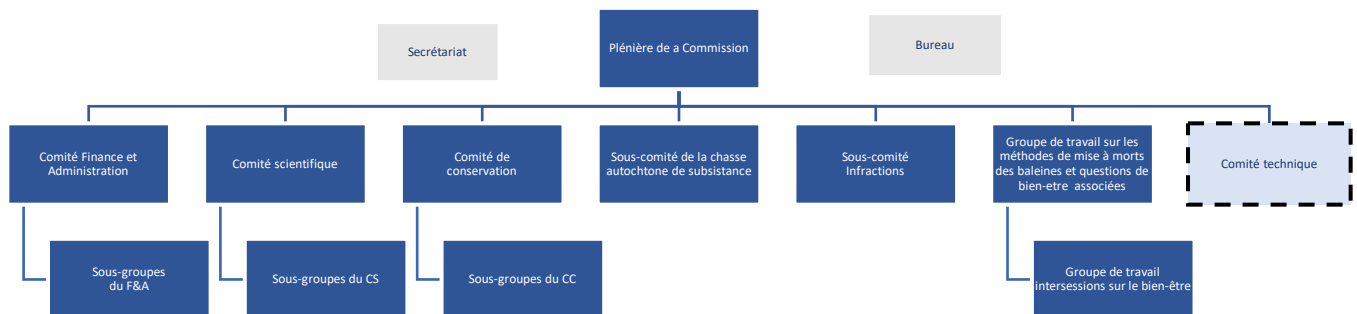 Secrétariat
Plénière de a Commission
Bureau
Comité Finance et
Administration
Comité scientifique
Comité de
conservation
Sous-comité de la chasse
autochtone de subsistance
Sous-comité
Infractions
Groupe de travail sur les
méthodes de mise à morts
des baleines et questions de
bien-etre associées
Comité technique
Sous-groupes
du F&A
Sous-groupes du CS
Sous-groupes du CC
Groupe de travail
intersessions sur le bien-être